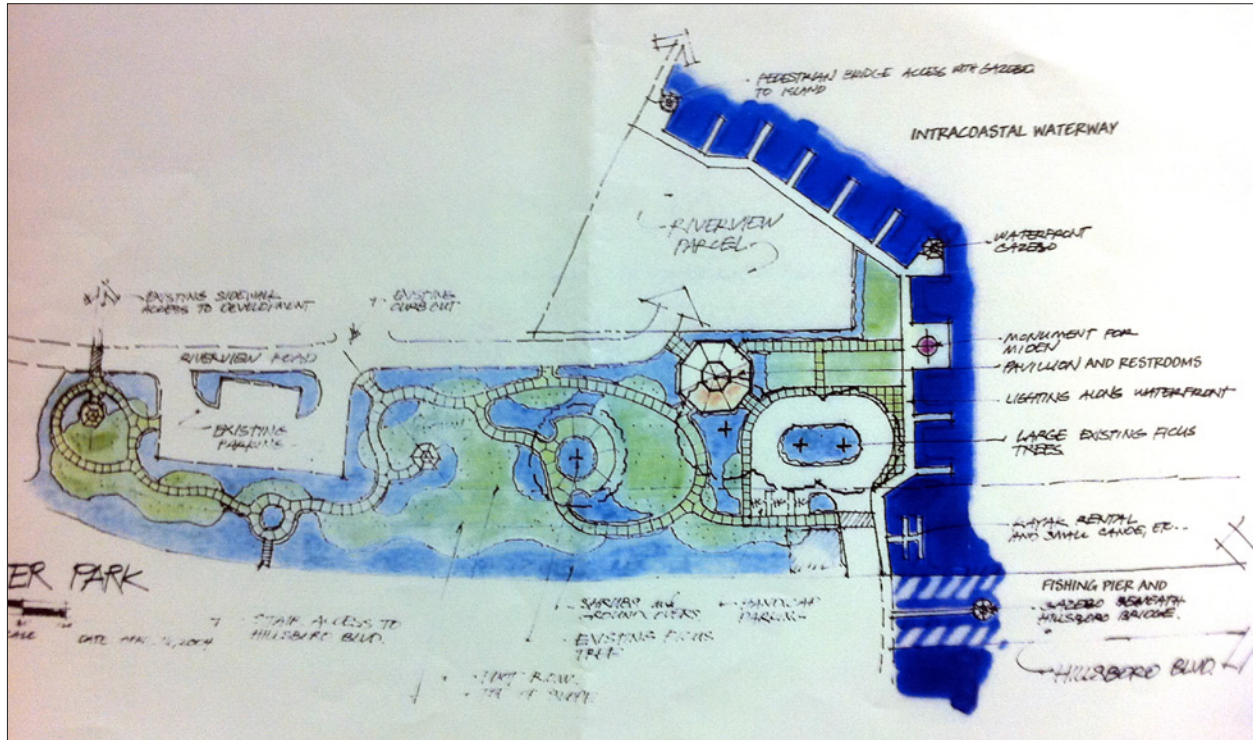 PEDESTRIAN BRIDGE ACCESS WITH GAZEBO
TO ISLAND
INTRACOASTAL WATERWAY
RIVERVIEW
PARCEL
WATERFRONT
GAZEBO
EXISTING SIDEWALK
ACCESS TO DEVELOPMENT
EXISTING
CURBCUT
RIVERVIEW ROAD
EXISTING
PARKING
MONUMENT FOR
MIDEN
PAVILLION AND RESTROOMS
LIGHTING ALONG WATERFRONT
LARGE EXISTING FICUS
TREES
KAYAK RENTAL
AND SMALL CANOE, ETC..
FISHING PIER AND
GAZEBO BENEATH
HILLSBORO BRIDGE.
HILLSBORO BLVD.
ER PARK
DATE
STAIR ACCESS TO
HILLSBORO BLVD.
SHRUBS AND
GROUND COVERS
HANDICAP
PARKING
EXISTING FICUS
TREE